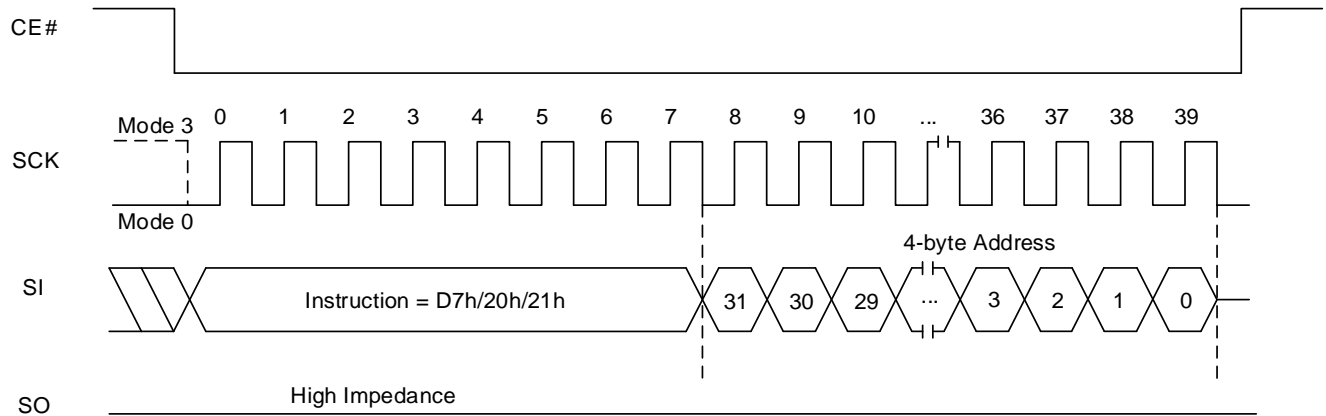 CE#
0 1 2 3 4 5 6 7 8 9 10 ... 36 37 38 39
Mode 3
SCK
Mode 0
4-byte Address
SI
Instruction = D7h/20h/21h 31 30 29 ... 3 2 1 0
High Impedance
SO